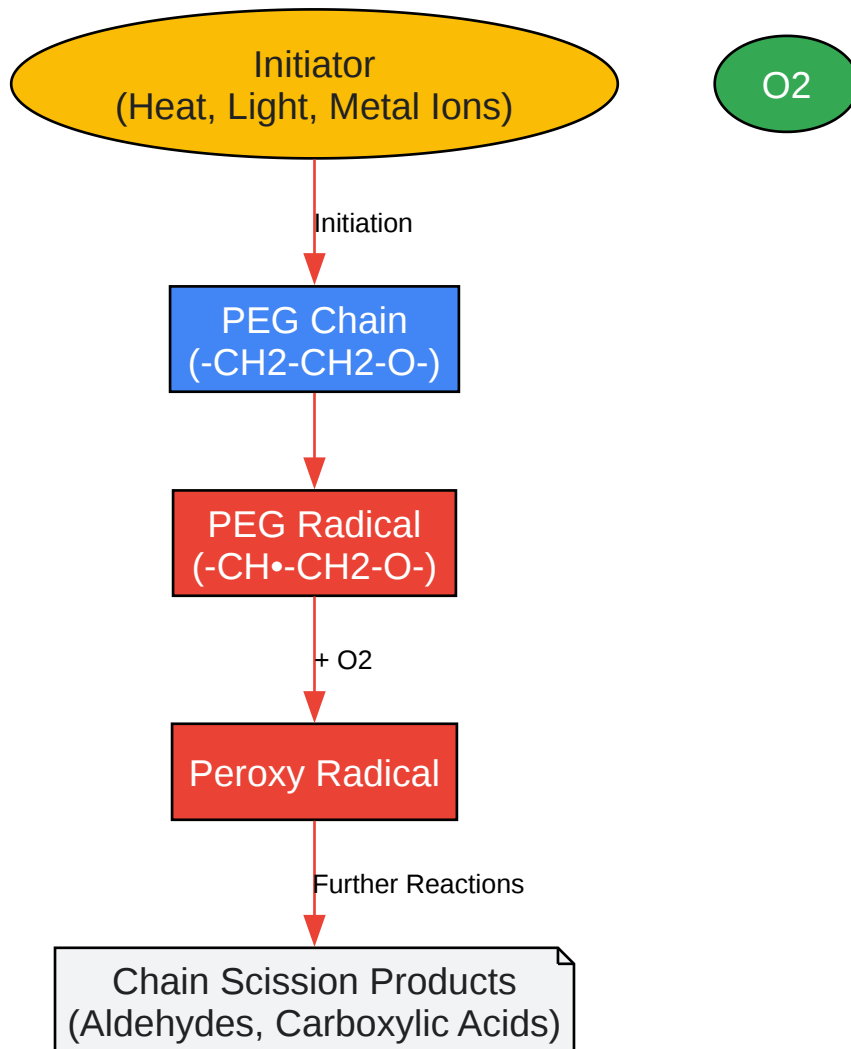 Initiator
(Heat, Light, Metal Ions)
O2
Initiation
PEG Chain
(-CH2-CH2-O-)
PEG Radical
(-CH•-CH2-O-)
+ O2
Peroxy Radical
Further Reactions
Chain Scission Products
(Aldehydes, Carboxylic Acids)